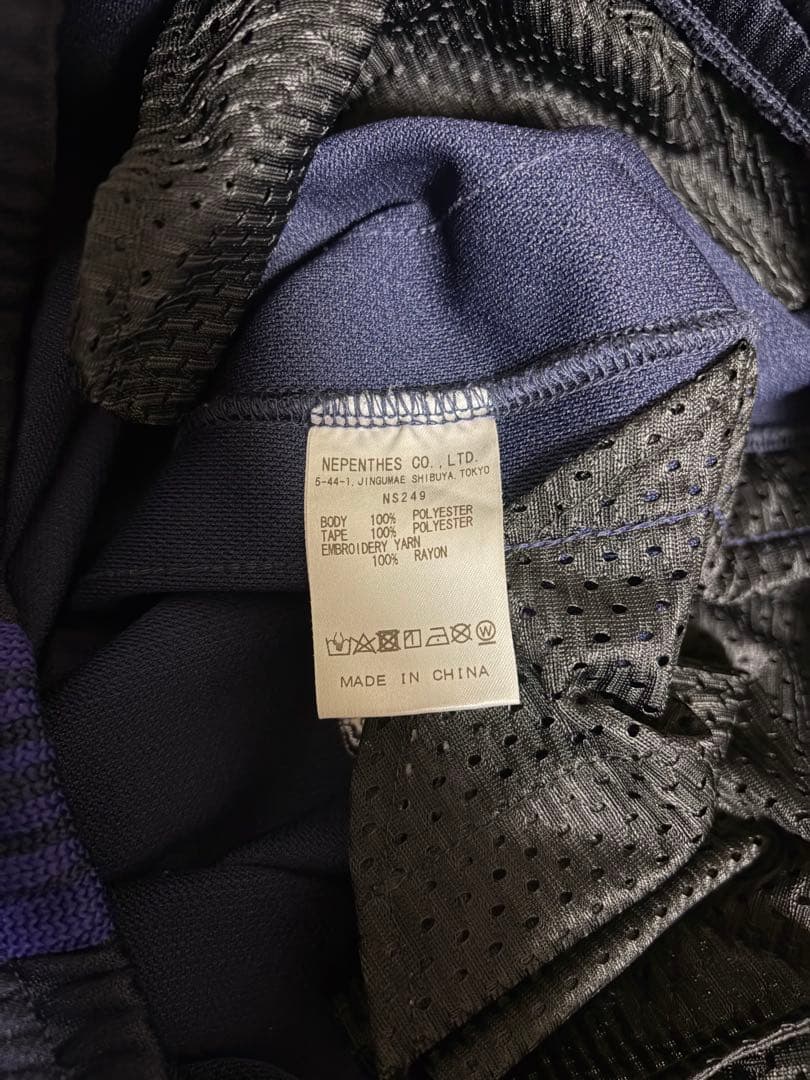 NEPENTHES CO.,LTD.
5-44-1, JINGUMAE SHIBUYA, TOKYO
NS249
BODY 100% POLYESTER
TAPE 100% POLYESTER
EMBROIDERY YARN
100% RAYON
W
MADE IN CHINA